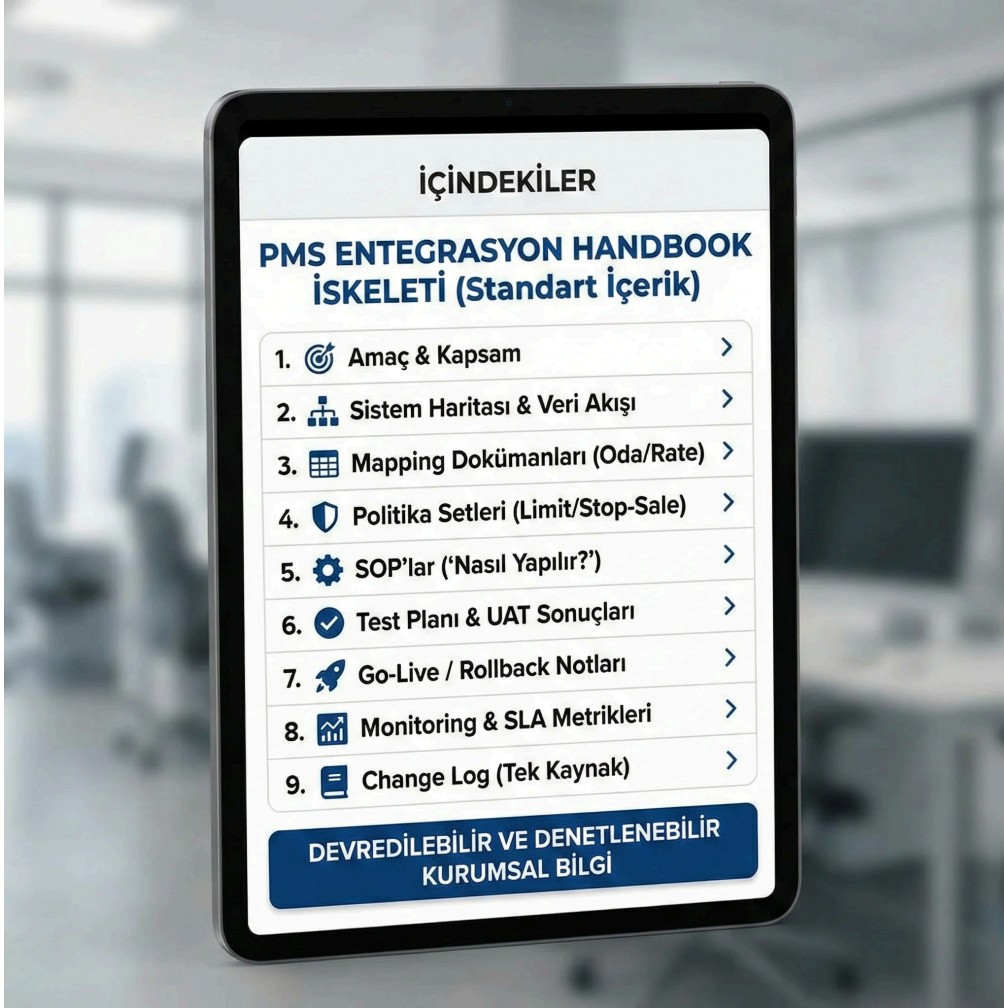 İÇİNDEKİLER
PMS ENTEGRASYON HANDBOOK
İSKELETİ (Standart İçerik)
1. Amaç & Kapsam
2. Sistem Haritası & Veri Akışı
3. Mapping Dokümanları (Oda/Rate)
4. Politika Setleri (Limit/Stop-Sale)
5. SOP'lar ('Nasıl Yapılır?')
6. Test Planı & UAT Sonuçları
7. Go-Live / Rollback Notları
8. Monitoring & SLA Metrikleri
9. Change Log (Tek Kaynak)
DEVREDİLEBİLİR VE DENETLENEBİLİR
KURUMSAL BİLGİ